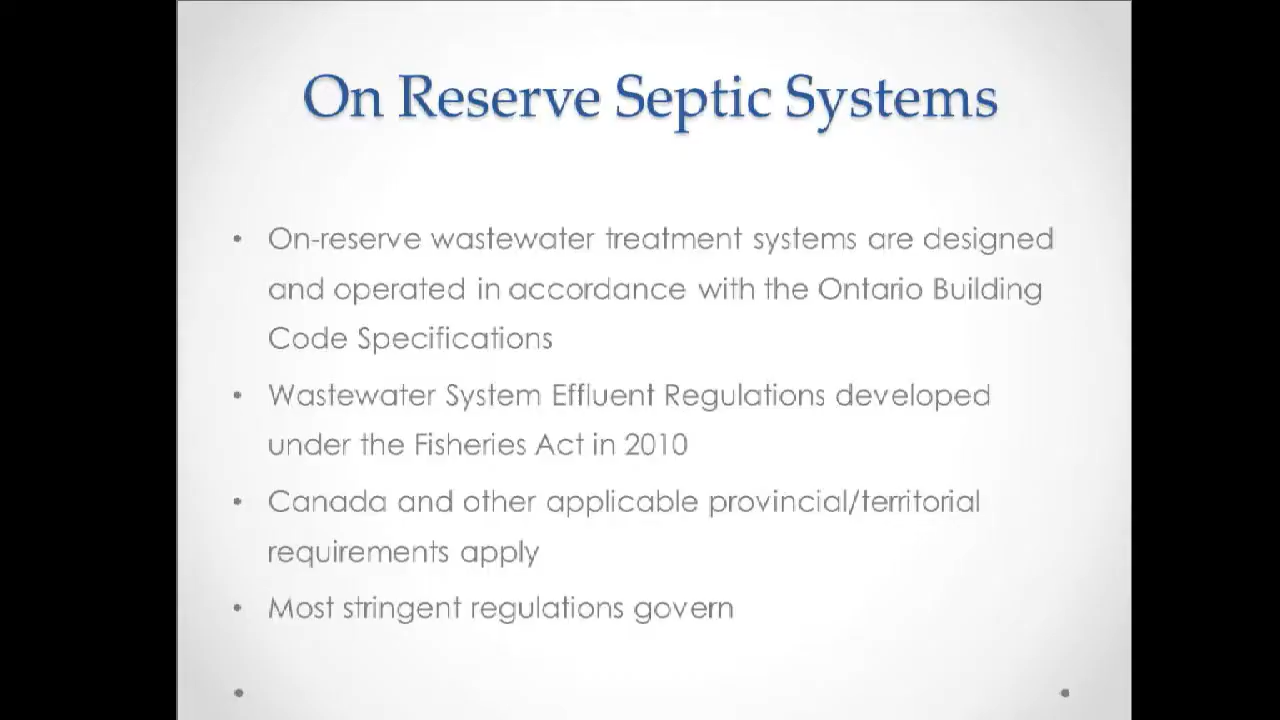 On Reserve Septic Systems
• On-reserve wastewater treatment systems are designed
and operated in accordance with the Ontario Building
Code Specifications
• Wastewater System Effluent Regulations developed
under the Fisheries Act in 2010
• Canada and other applicable provincial/territorial
requirements apply
• Most stringent regulations govern